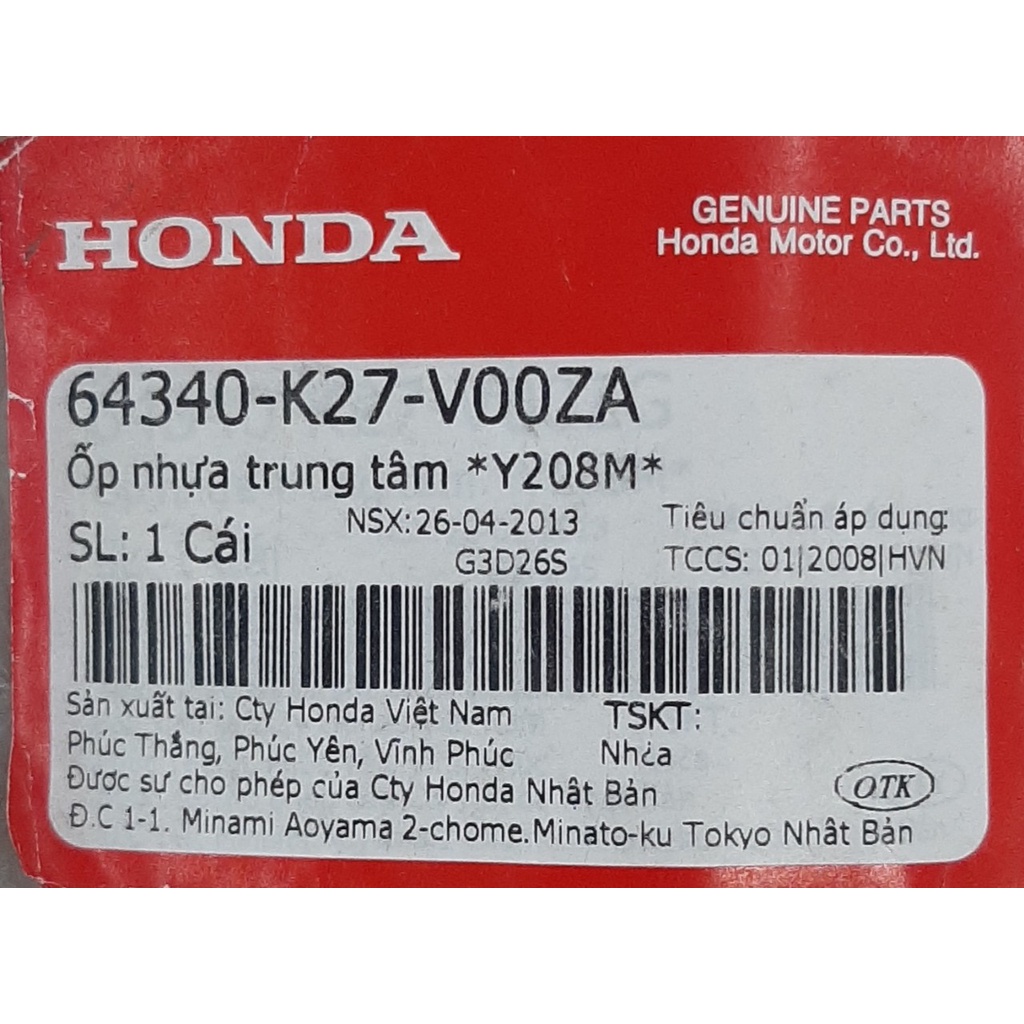 HONDA
GENUINE PARTS
Honda Motor Co., Ltd.
64340-K27-V00ZA
Ốp nhựa trung tâm *Y208M*
SL: 1 Cái
NSX: 26-04-2013
G3D26S
Tiêu chuẩn áp dụng:
TCCS: 01|2008|HVN
Sản xuất tai: Cty Honda Việt Nam
Phúc Thắng, Phúc Yên, Vĩnh Phúc
Được sự cho phép của Cty Honda Nhật Bản
Đ.C 1-1. Minami Aoyama 2-chome.Minato-ku Tokyo Nhât Bản
TSKT:
Nhựa
OTK